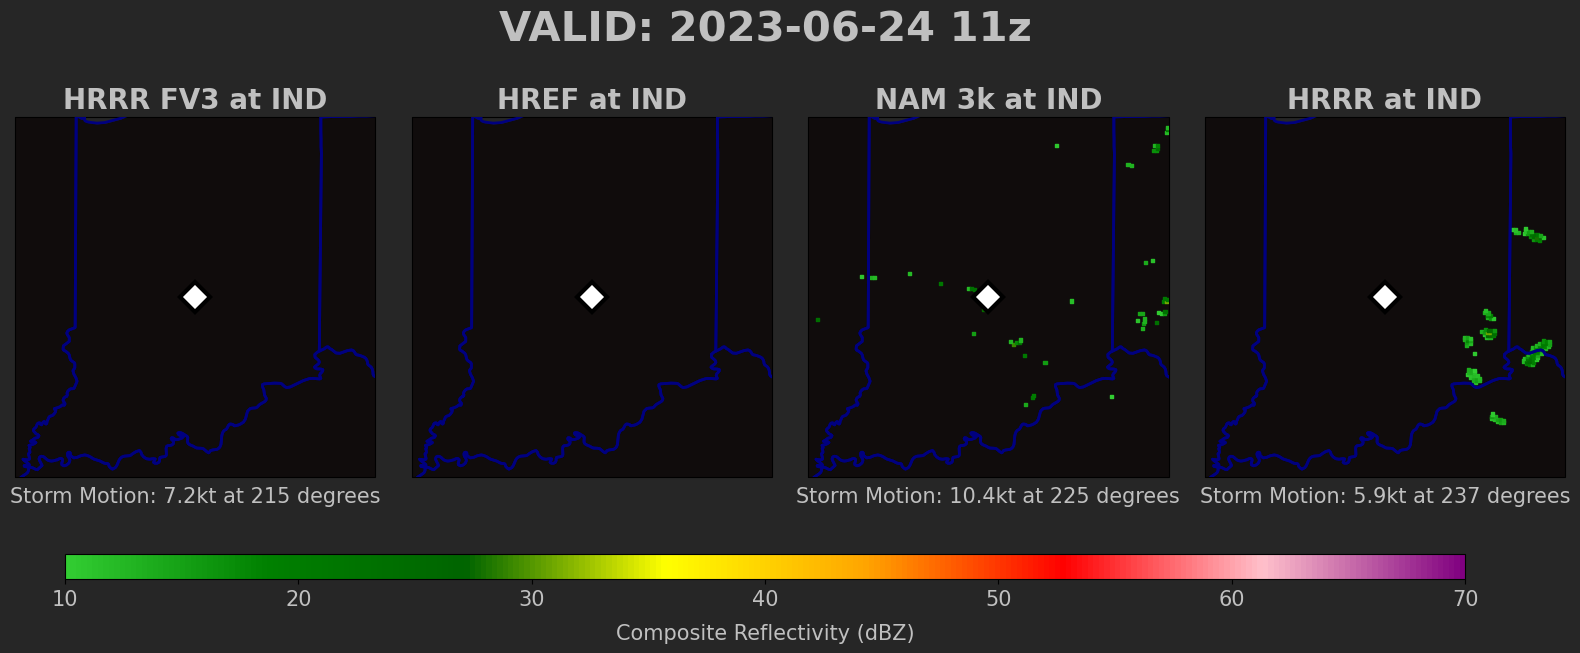 VALID: 2023-06-24 11z
HRRR FV3 at IND
HREF at IND
NAM 3k at IND
HRRR at IND
Storm Motion: 7.2kt at 215 degrees
Storm Motion: 10.4kt at 225 degrees
Storm Motion: 5.9kt at 237 degrees
10 20 30 40 50 60 70
Composite Reflectivity (dBZ)